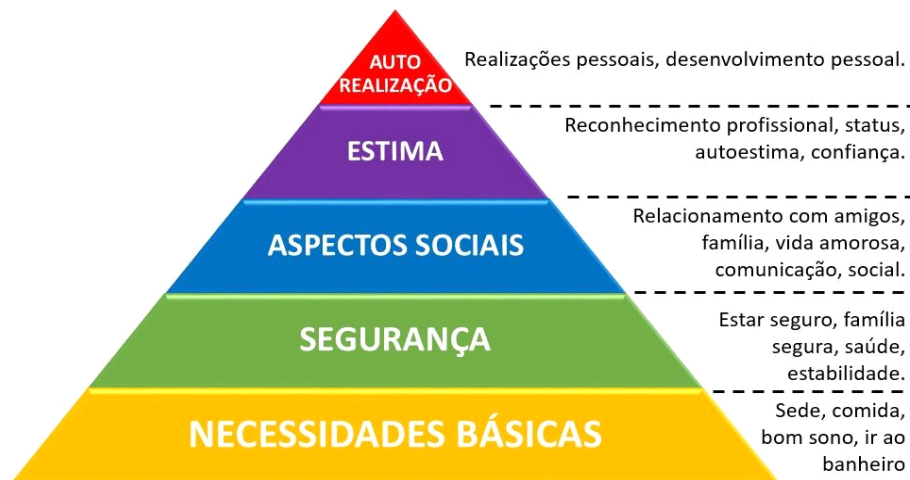 AUTO
REALIZAÇÃO
Realizações pessoais, desenvolvimento pessoal.
ESTIMA
Reconhecimento profissional, status,
autoestima, confiança.
ASPECTOS SOCIAIS
Relacionamento com amigos,
família, vida amorosa,
comunicação, social.
SEGURANÇA
Estar seguro, família
segura, saúde,
estabilidade.
NECESSIDADES BÁSICAS
Sede, comida,
bom sono, ir ao
banheiro